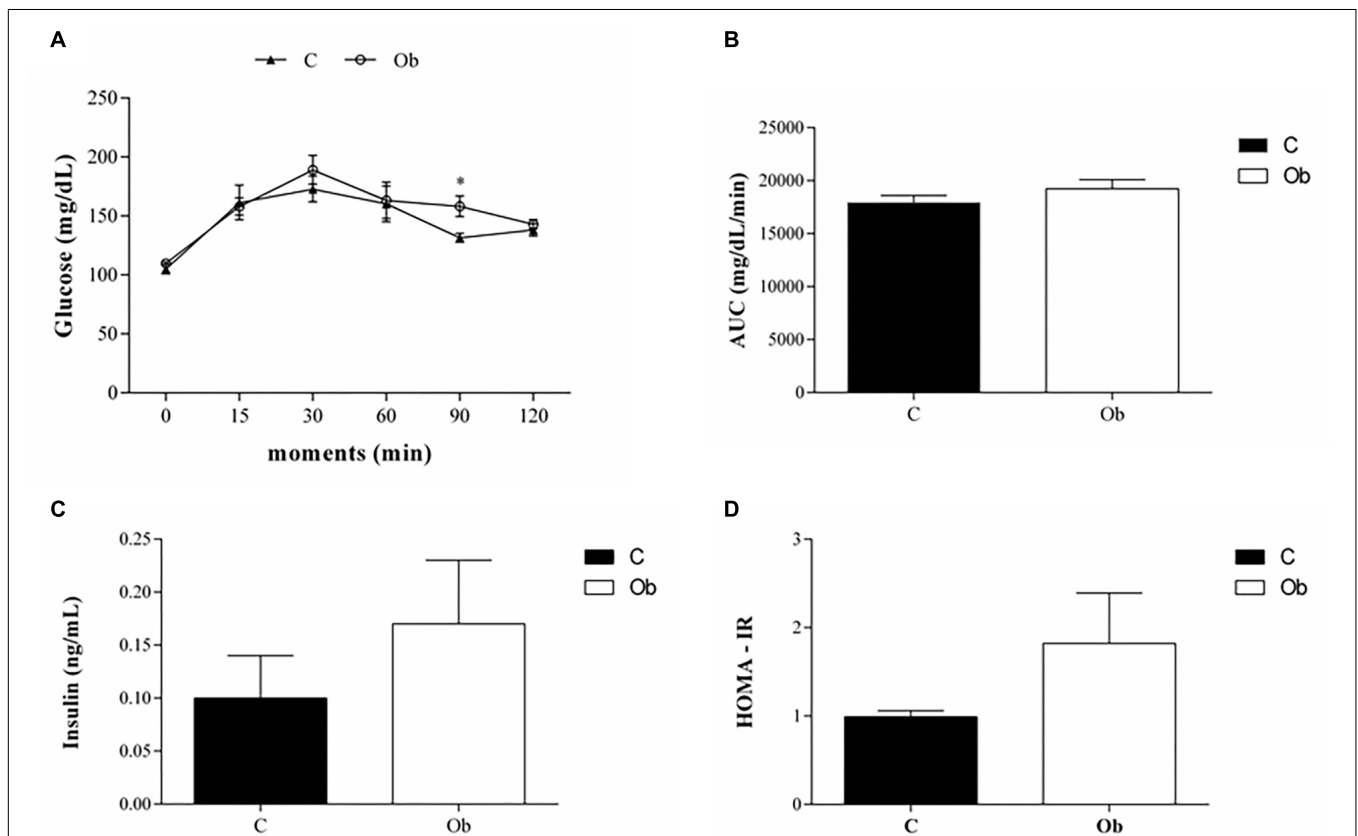 A
C Ob
250
200
150
100
50
0
Glucose (mg/dL)
*
0 15 30 60 90 120
moments (min)
B
25000
20000
15000
10000
5000
0
AUC (mg/dL/min)
C
Ob
C Ob
C
0.25
0.20
0.15
0.10
0.05
0.00
Insulin (ng/mL)
C
Ob
C Ob
D
3
2
1
0
HOMA - IR
C
Ob
C Ob